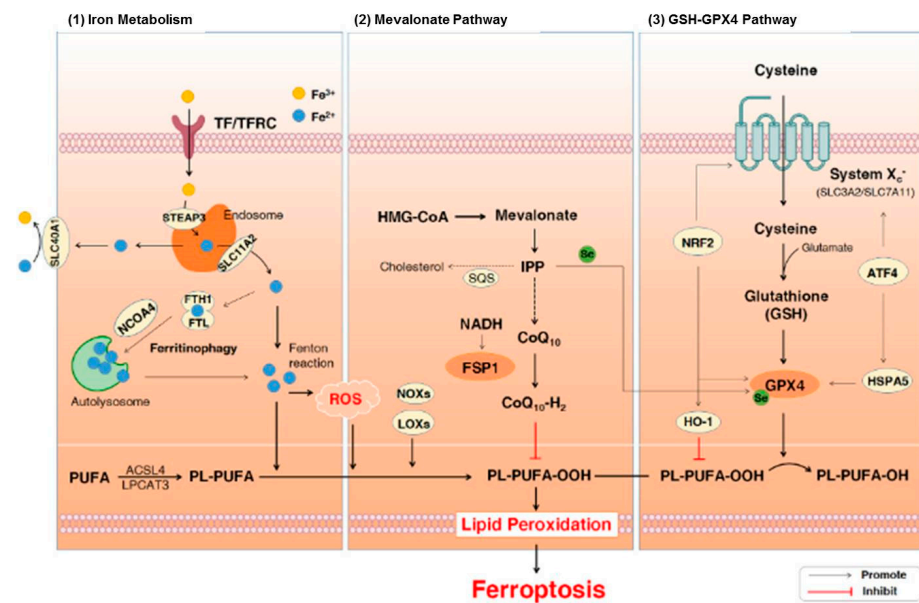 (1) Iron Metabolism
(2) Mevalonate Pathway
(3) GSH-GPX4 Pathway
Fe³⁺
Fe²⁺
TF/TFRC
STEAP3
Endosome
SLC40A1
SLC11A2
FTH1
FTL
NCOA4
Ferritinophagy
Autolysosome
Fenton
reaction
ROS
PUFA
ACSL4
LPCAT3
PL-PUFA
HMG-CoA
Mevalonate
Cholesterol
SQS
IPP
Se
NADH
FSP1
CoQ₁₀
CoQ₁₀-H₂
NOXs
LOXs
PL-PUFA-OOH
Lipid Peroxidation
Ferroptosis
Cysteine
System Xc⁻
(SLC3A2/SLC7A11)
NRF2
Cysteine
Glutamate
ATF4
Glutathione
(GSH)
GPX4
Se
HSPA5
HO-1
PL-PUFA-OOH
PL-PUFA-OH
Promote
Inhibit